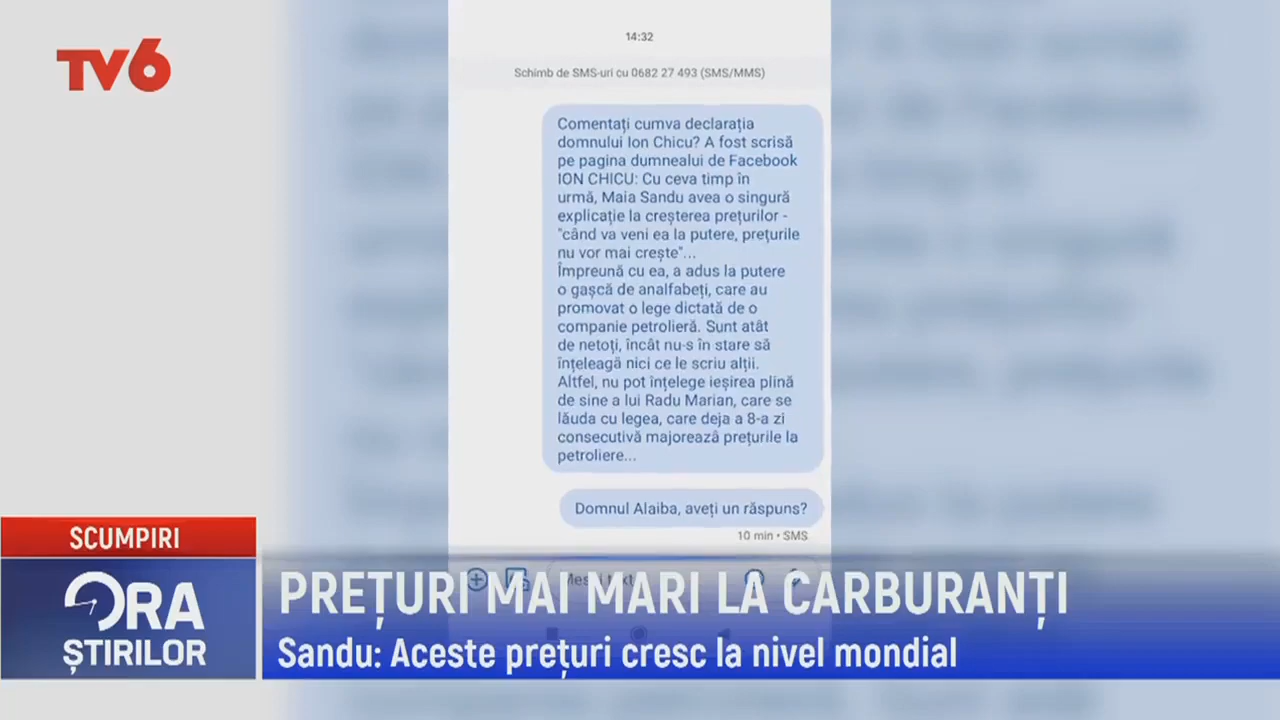 TV6
14:32
Schimb de SMS-uri cu 0682 27 493 (SMS/MMS)
Comentați cumva declarația
domnului Ion Chicu? A fost scrisă
pe pagina dumnealui de Facebook
ION CHICU: Cu ceva timp în
urmă, Maia Sandu avea o singură
explicație la creșterea prețurilor -
"când va veni ea la putere, prețurile
nu vor mai crește"...
Împreună cu ea, a adus la putere
o gașcă de analfabeți, care au
promovat o lege dictată de o
companie petrolieră. Sunt atât
de netoți, încât nu-s în stare să
înțeleagă nici ce le scriu alții.
Altfel, nu pot înțelege ieșirea plină
de sine a lui Radu Marian, care se
lăuda cu legea, care deja a 8-a zi
consecutivă majorează prețurile la
petroliere...
Domnul Alaiba, aveți un răspuns?
10 min • SMS
SCUMPIRI
ORA
ȘTIRILOR
PREȚURI MAI MARI LA CARBURANȚI
Sandu: Aceste prețuri cresc la nivel mondial